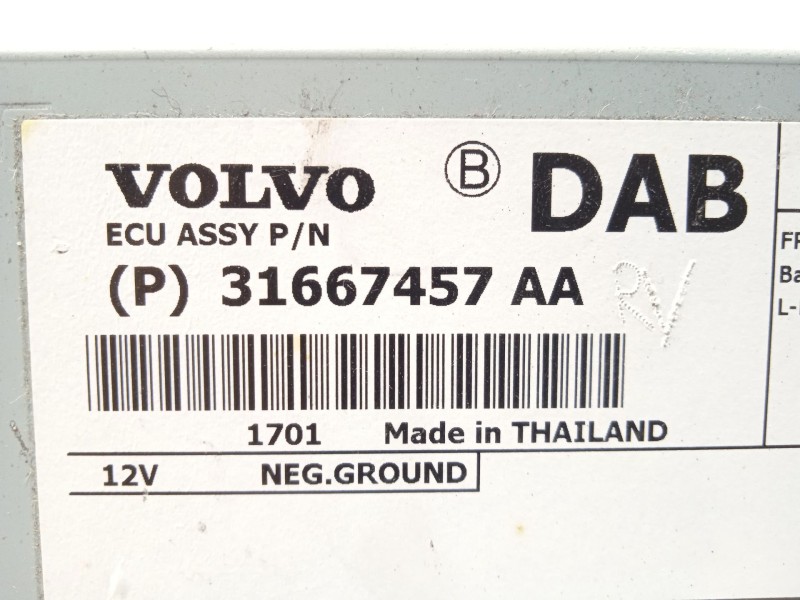 VOLVO Ⓑ DAB
ECU ASSY P/N
(P) 31667457 AA
1701 Made in THAILAND
12V NEG.GROUND